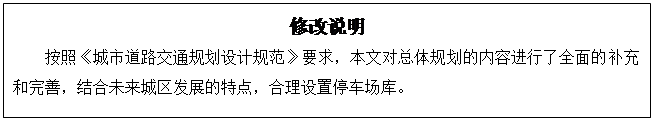 修改说明
按照《城市道路交通规划设计规范》要求，本文对总体规划的内容进行了全面的补充
和完善，结合未来城区发展的特点，合理设置停车场库。